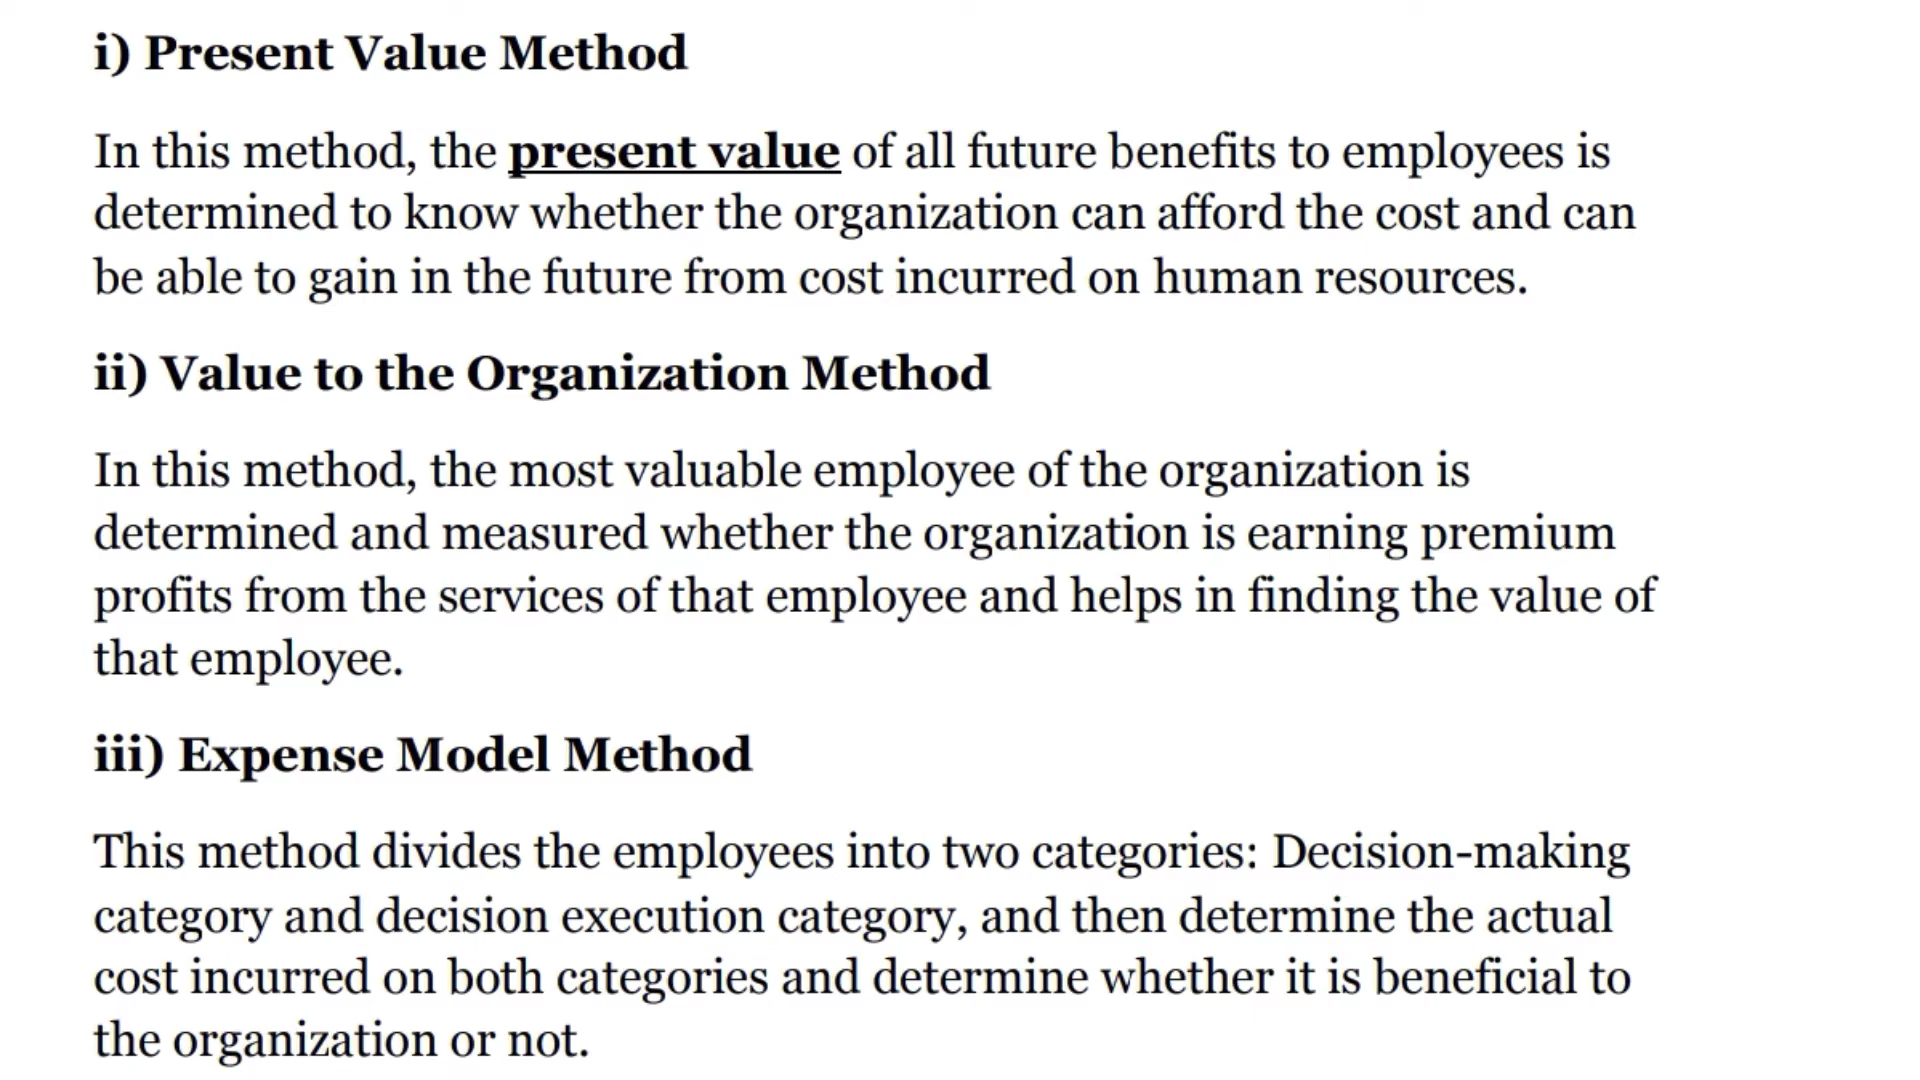 i) Present Value Method
In this method, the present value of all future benefits to employees is
determined to know whether the organization can afford the cost and can
be able to gain in the future from cost incurred on human resources.
ii) Value to the Organization Method
In this method, the most valuable employee of the organization is
determined and measured whether the organization is earning premium
profits from the services of that employee and helps in finding the value of
that employee.
iii) Expense Model Method
This method divides the employees into two categories: Decision-making
category and decision execution category, and then determine the actual
cost incurred on both categories and determine whether it is beneficial to
the organization or not.